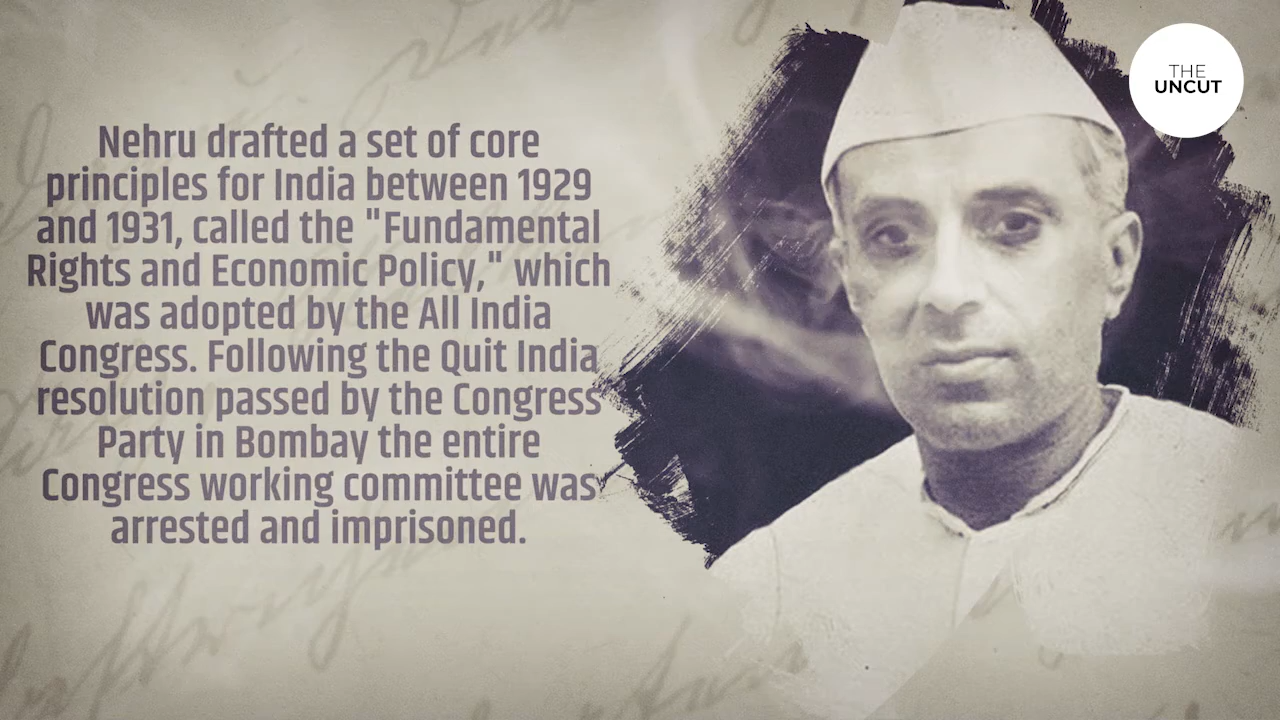 Nehru drafted a set of core
principles for India between 1929
and 1931, called the "Fundamental
Rights and Economic Policy," which
was adopted by the All India
Congress. Following the Quit India
resolution passed by the Congress
Party in Bombay the entire
Congress working committee was
arrested and imprisoned.
THE
UNCUT